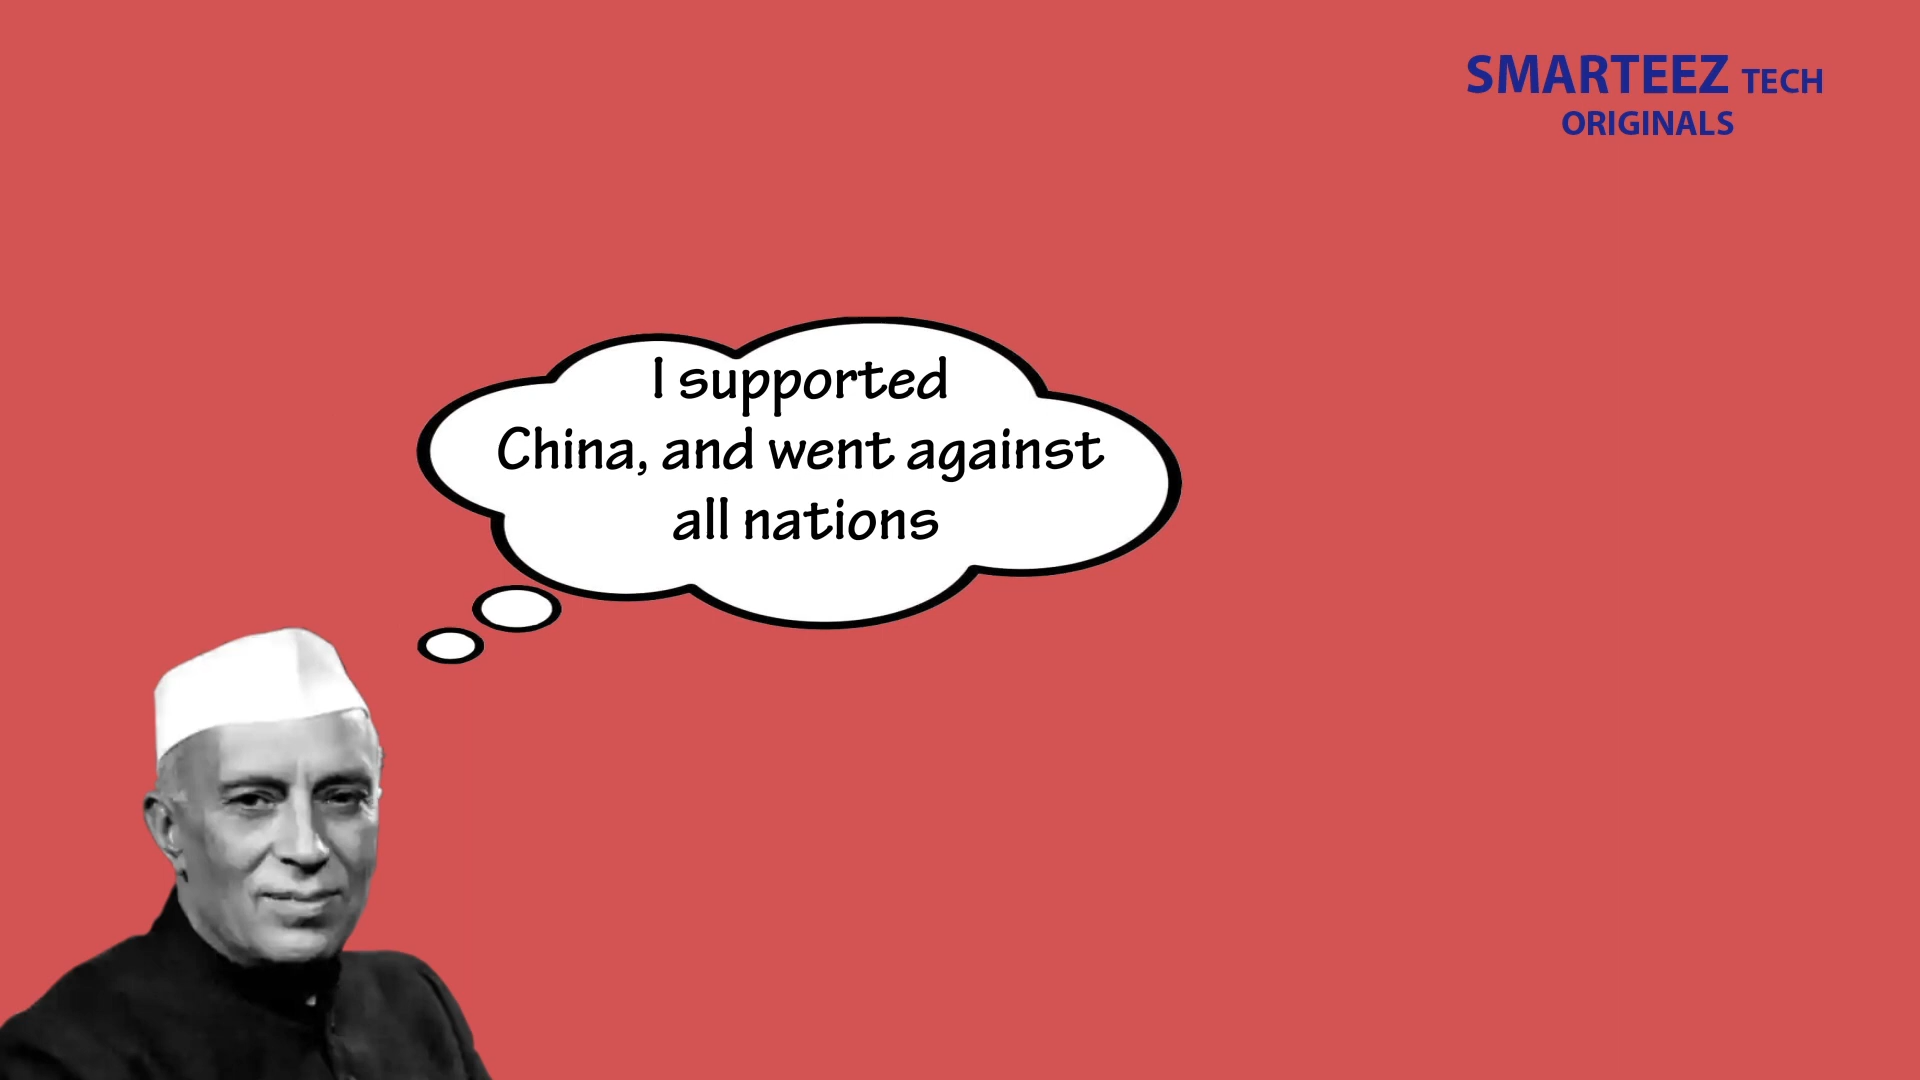 SMARTEEZ TECH
ORIGINALS
I supported
China, and went against
all nations